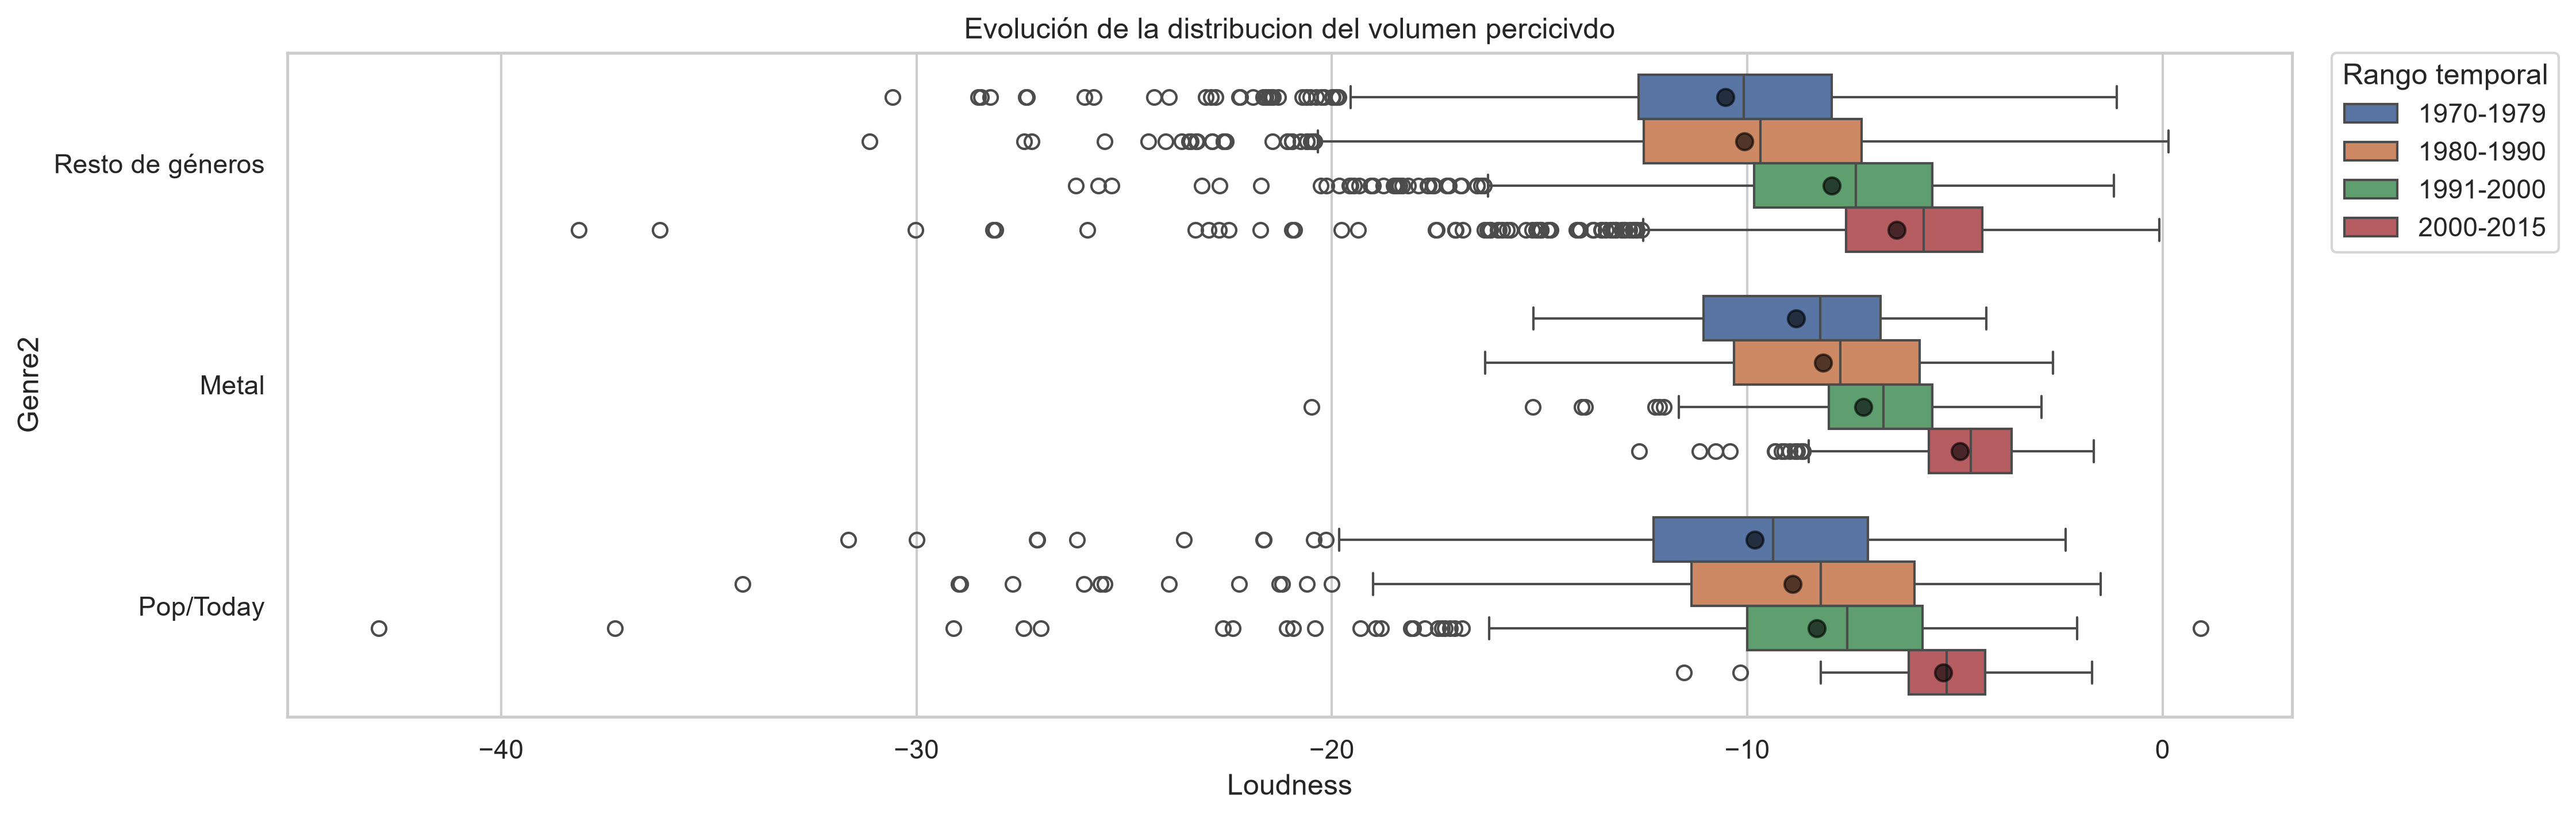 Evolución de la distribucion del volumen percicivdo
Rango temporal
1970-1979
1980-1990
1991-2000
2000-2015
Genre2
Resto de géneros
Metal
Pop/Today
−40
−30
−20
−10
0
Loudness